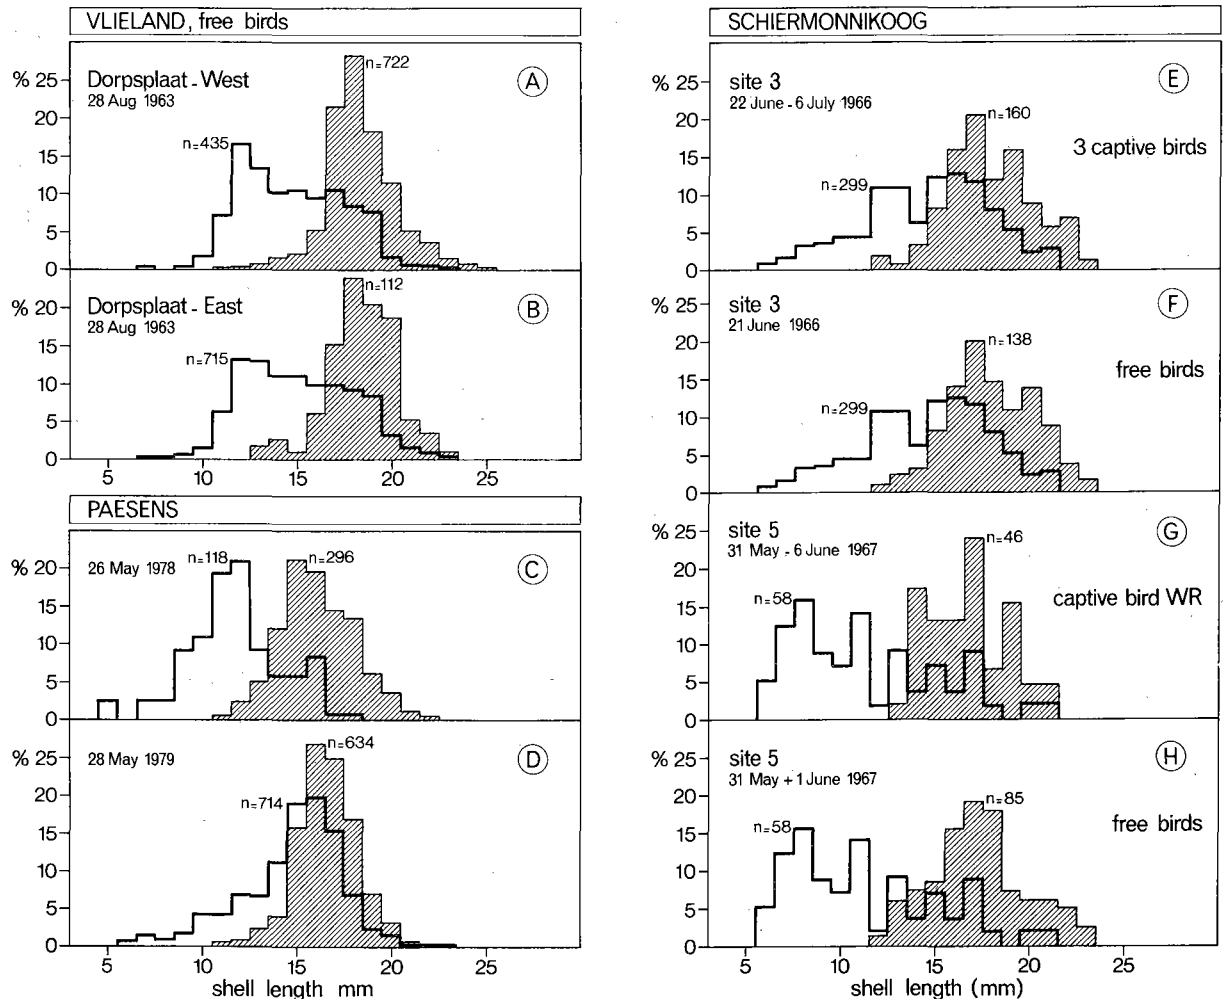 VLIELAND, free birds
% 25
20
15
10
5
0
Dorpsplaat - West
28 Aug 1963
n=722
n=435
A
% 20
15
10
5
0
Dorpsplaat - East
28 Aug 1963
n=112
n=715
B
5 10 15 20 25
PAESENS
% 20
15
10
5
0
26 May 1978
n=118
n=296
C
% 25
20
15
10
5
0
28 May 1979
n=634
n=714
D
5 10 15 20 25
shell length mm
SCHIERMONNIKOOG
% 25
20
15
10
5
0
site 3
22 June - 6 July 1966
n=160
n=299
E
3 captive birds
% 20
15
10
5
0
site 3
21 June 1966
n=138
n=299
F
free birds
% 25
20
15
10
5
0
site 5
31 May - 6 June 1967
n=46
n=58
G
captive bird WR
% 25
20
15
10
5
0
site 5
31 May + 1 June 1967
n=85
n=58
H
free birds
5 10 15 20 25
shell length (mm)